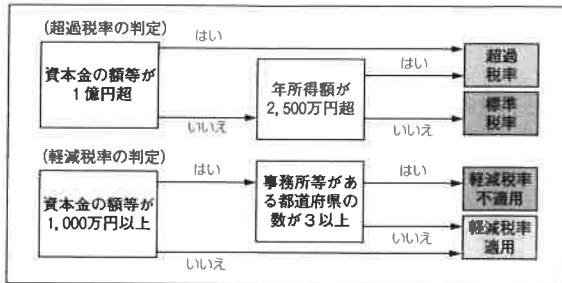 (超過税率の判定)
はい
資本金の額等が
1億円超
いいえ
年所得額が
2,500万円超
はい
いいえ
超過
税率
標準
税率
(軽減税率の判定)
はい
資本金の額等が
1,000万円以上
いいえ
事務所等があ
る都道府県の
数が3以上
はい
いいえ
軽減税率
不適用
軽減税率
適用